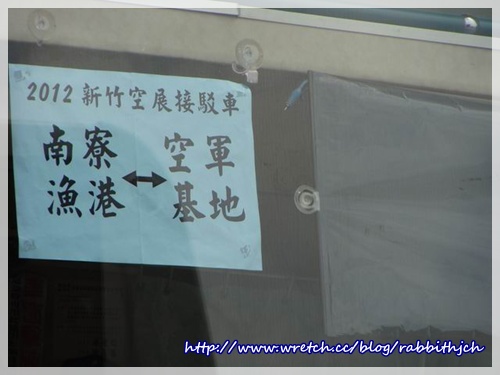 2012 新竹空展接駁車
南寮 空軍
漁港 ↔ 基地
http://www.wretch.cc/blog/rabbithjch